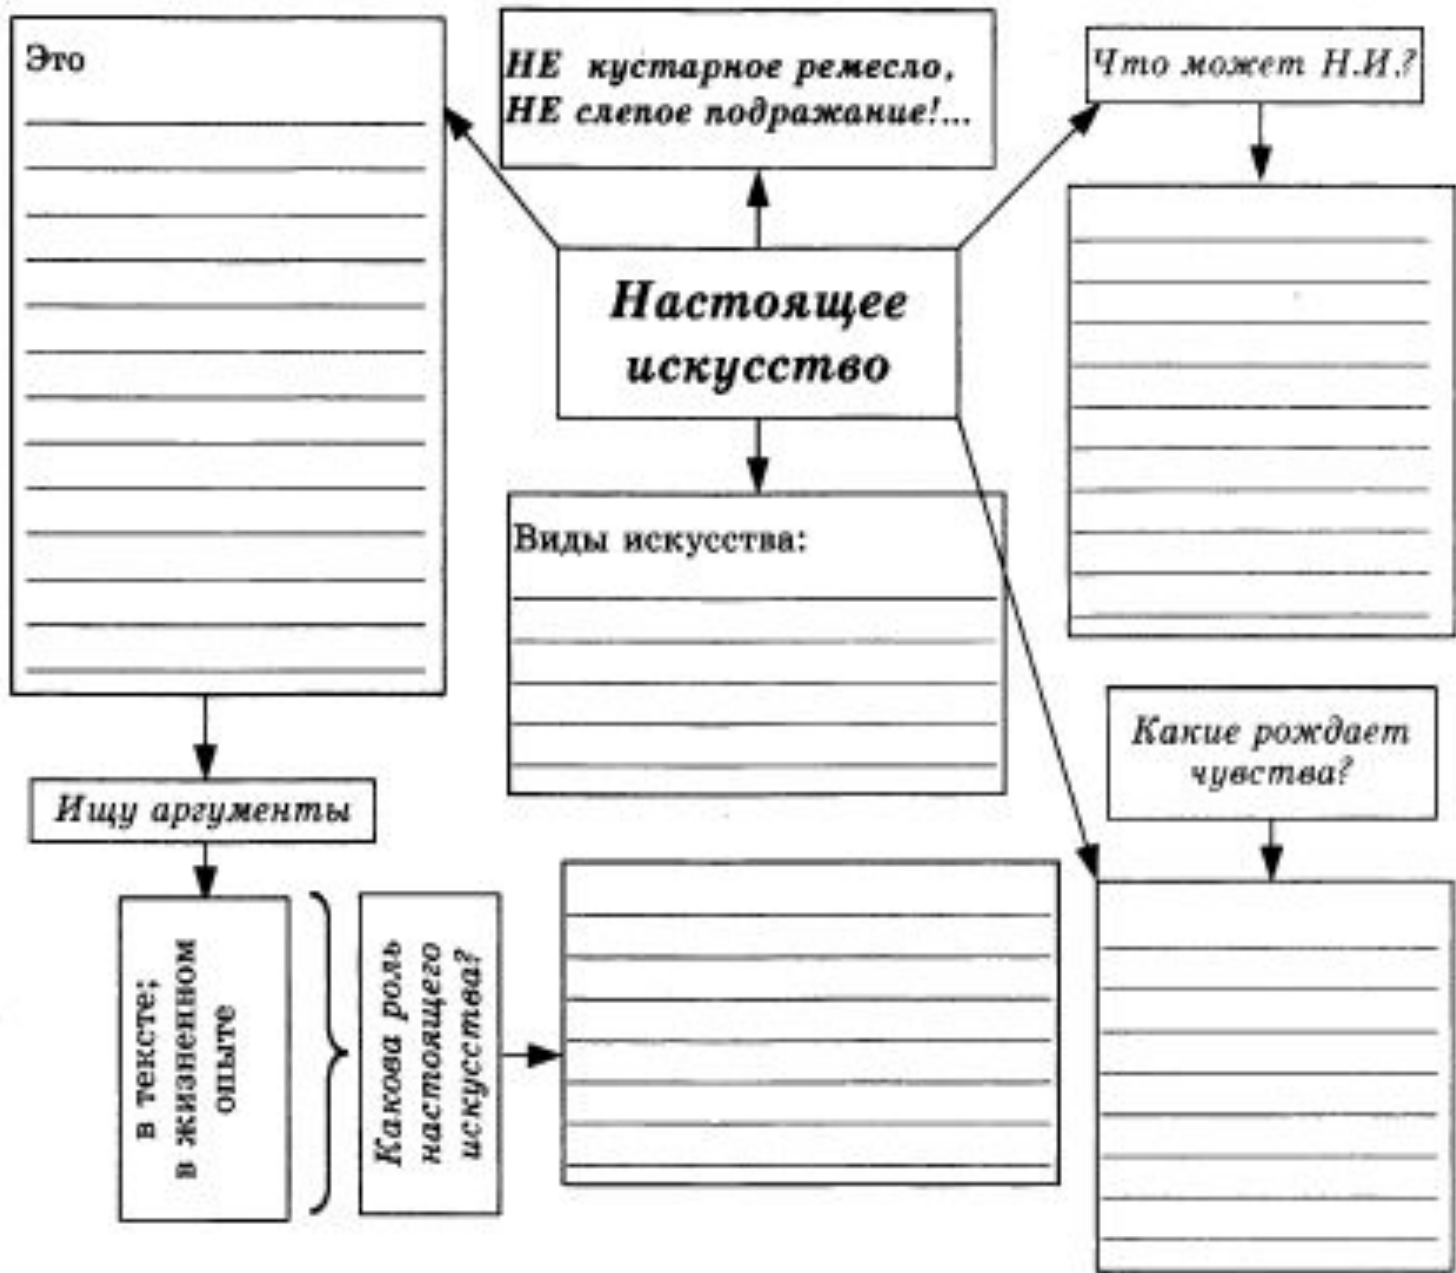 Это
НЕ кустарное ремесло,
НЕ слепое подражание!...
Что может Н.И.?
Настоящее
искусство
Виды искусства:
Какие рождает
чувства?
Ищу аргументы
в тексте;
в жизненном
опыте
Какова роль
настоящего
искусства?